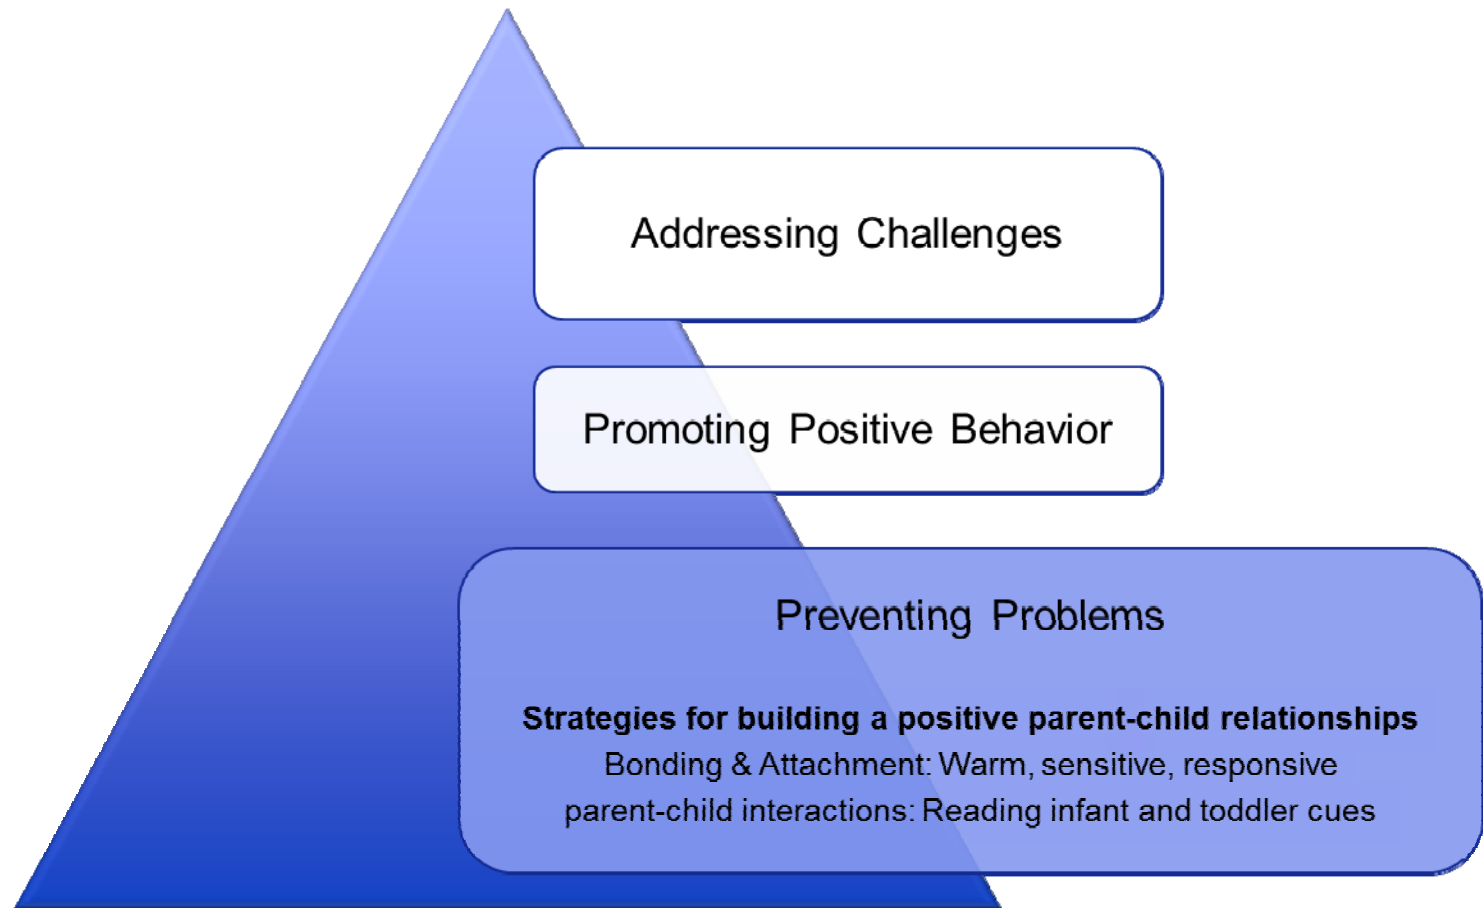 Addressing Challenges
Promoting Positive Behavior
Preventing Problems
Strategies for building a positive parent-child relationships
Bonding & Attachment: Warm, sensitive, responsive
parent-child interactions: Reading infant and toddler cues